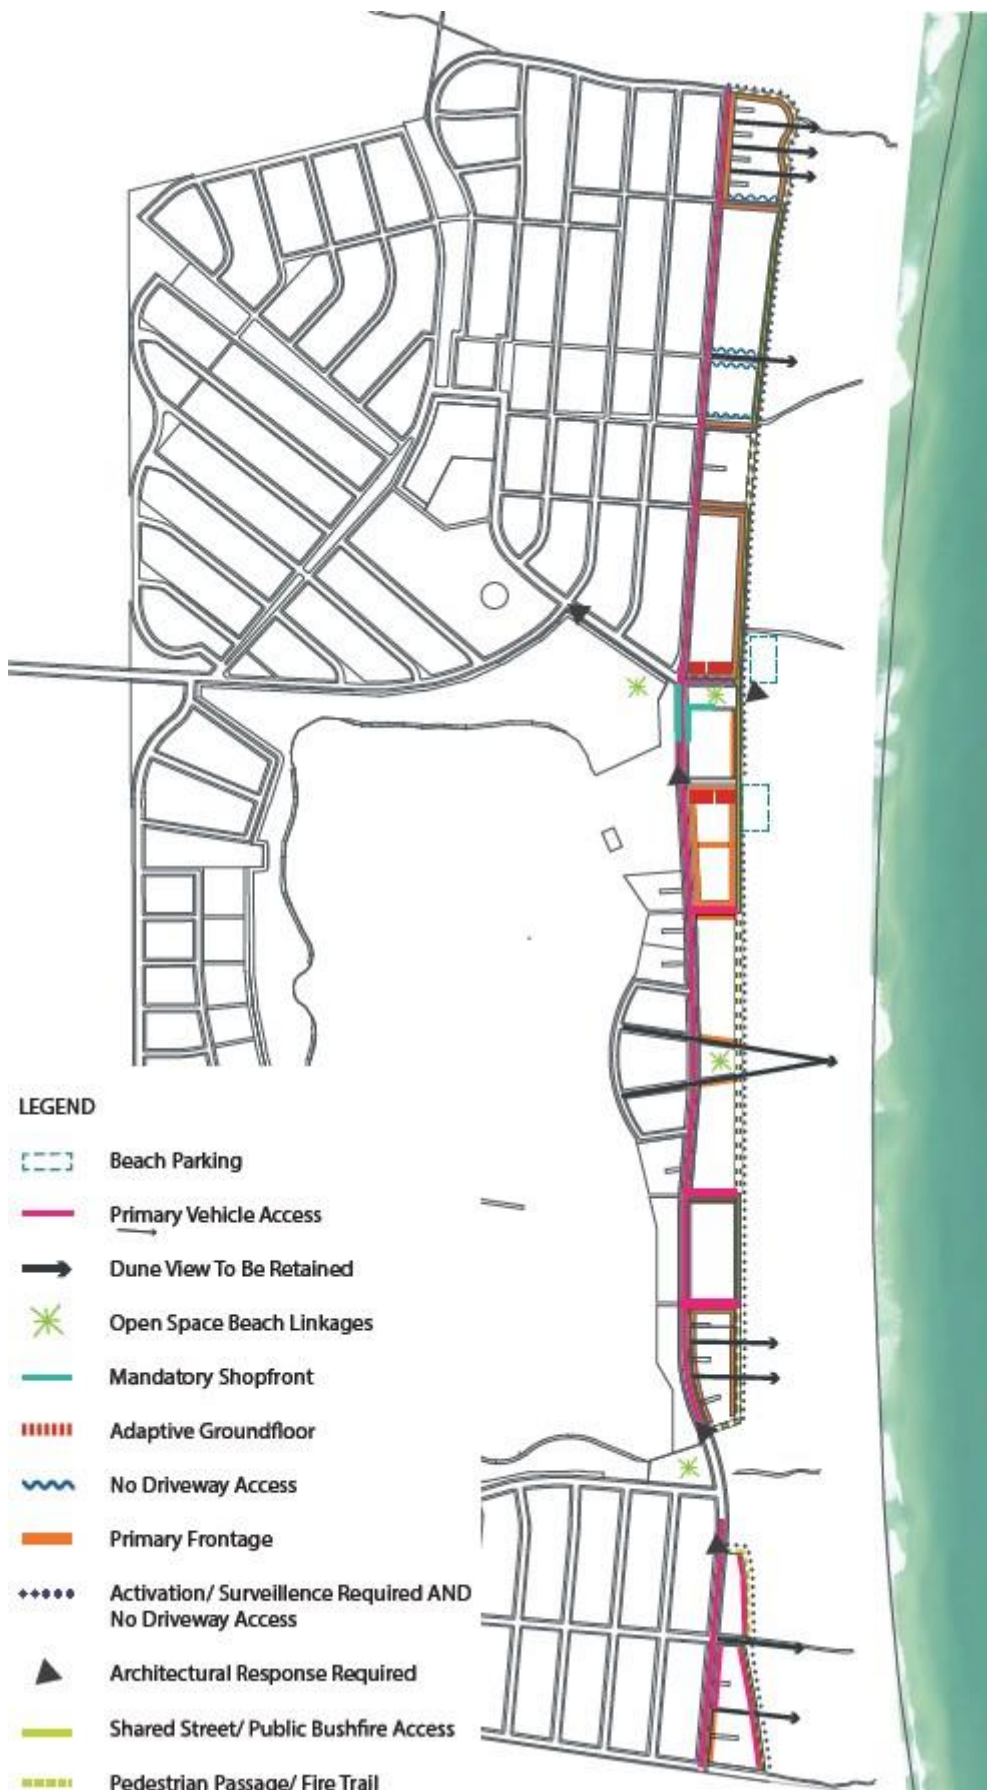 LEGEND
Beach Parking
Primary Vehicle Access
Dune View To Be Retained
Open Space Beach Linkages
Mandatory Shopfront
Adaptive Groundfloor
No Driveway Access
Primary Frontage
Activation/ Surveillence Required AND
No Driveway Access
Architectural Response Required
Shared Street/ Public Bushfire Access
Pedestrian Passage/ Fire Trail